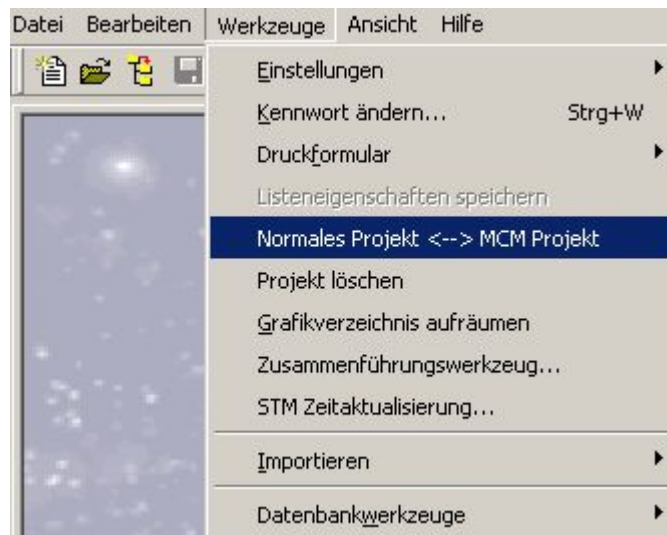 Datei Bearbeiten Werkzeuge Ansicht Hilfe
Einstellungen
Kennwort ändern... Strg+W
Druckformular
Listeneigenschaften speichern
Normales Projekt <--> MCM Projekt
Projekt löschen
Grafikverzeichnis aufräumen
Zusammenführungswerkzeug...
STM Zeitaktualisierung...
Importieren
Datenbankwerkzeuge